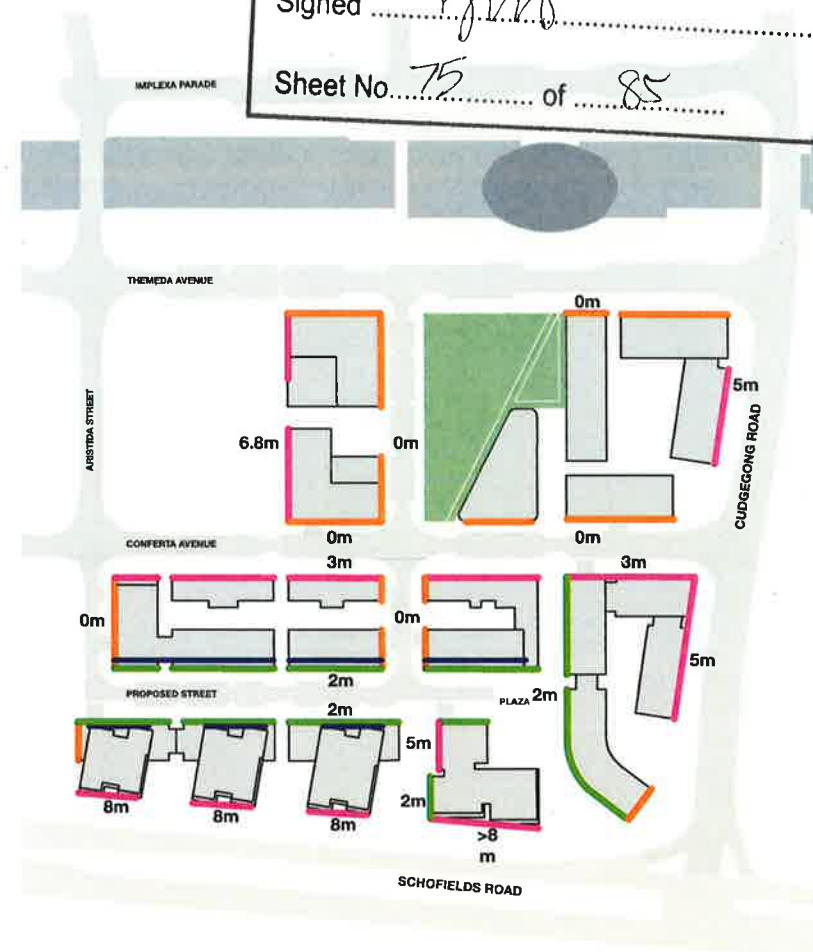 Signed
Sheet No. 75 of 85
IMPLEXA PARADE
THEMEDA AVENUE
0m
ARISTIDA STREET
5m
CUDGEGONG ROAD
6.8m
0m
0m
0m
CONFERTA AVENUE
3m
3m
0m
0m
5m
2m
PROPOSED STREET
PLAZA
2m
2m
5m
2m
8m
8m
8m
>8
m
SCHOFIELDS ROAD